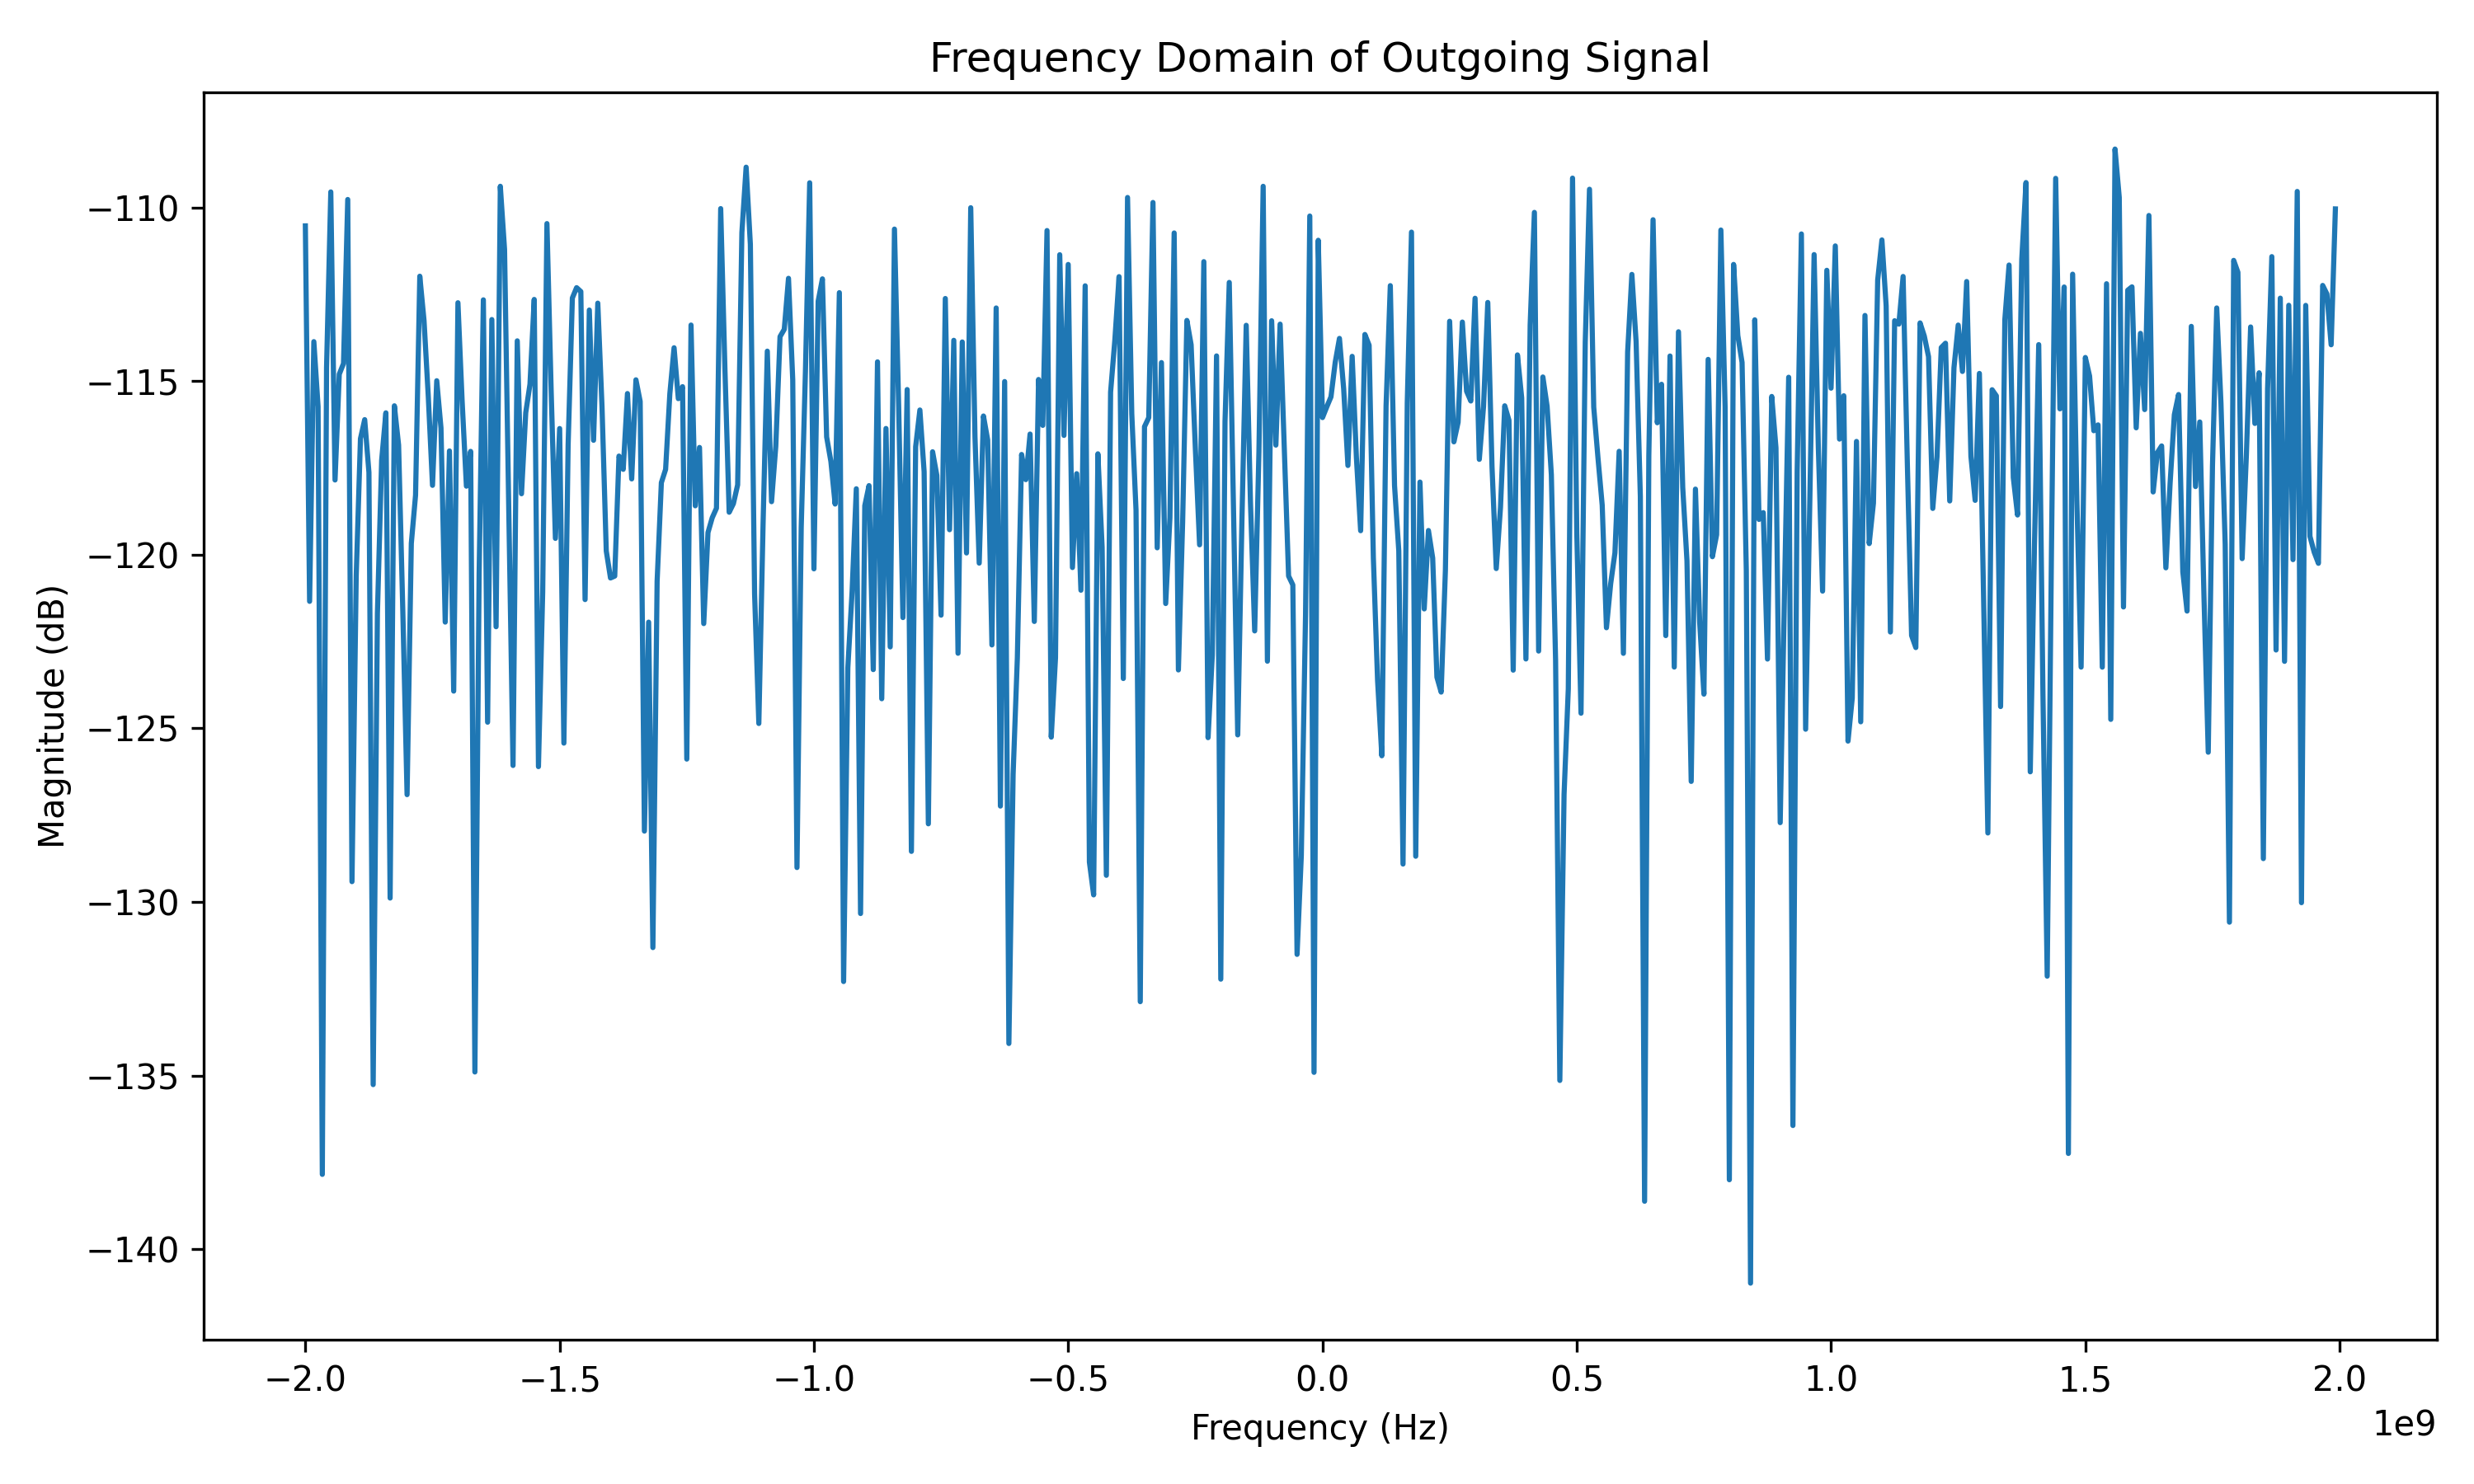 Frequency Domain of Outgoing Signal
Magnitude (dB)
−110
−115
−120
−125
−130
−135
−140
−2.0 −1.5 −1.0 −0.5 0.0 0.5 1.0 1.5 2.0
Frequency (Hz)
1e9